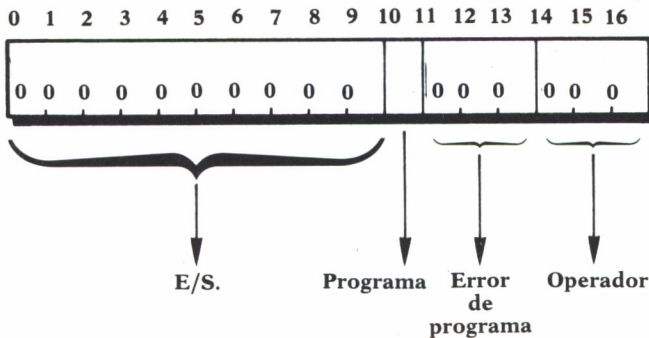 0 1 2 3 4 5 6 7 8 9 10 11 12 13 14 15 16
0 0 0 0 0 0 0 0 0 0 0 0 0 0 0 0
E/S. Programa Error Operador
de
programa